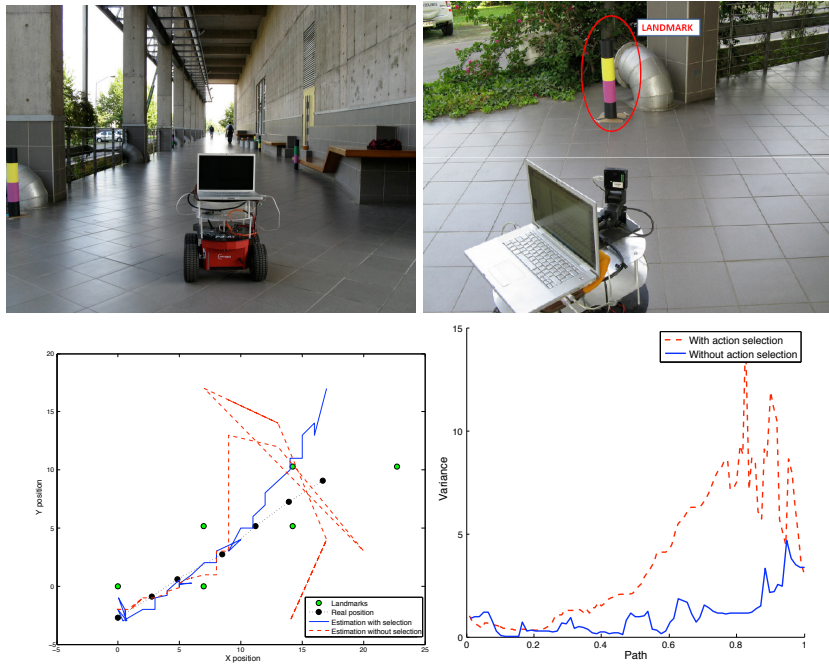 LANDMARK
20
15
10
5
0
−5
−5
0
5
10
15
20
25
X position
Y position
Landmarks
Real position
Estimation with selection
Estimation without selection
15
10
5
0
0
0.2
0.4
0.6
0.8
1
Path
Variance
With action selection
Without action selection